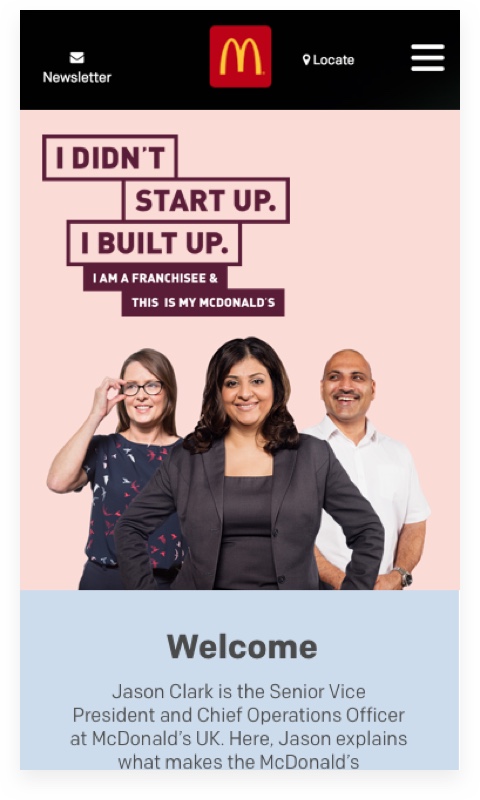 Newsletter
Locate
I DIDN'T
START UP.
I BUILT UP.
I AM A FRANCHISEE &
THIS IS MY MCDONALD'S
Welcome
Jason Clark is the Senior Vice
President and Chief Operations Officer
at McDonald's UK. Here, Jason explains
what makes the McDonald's